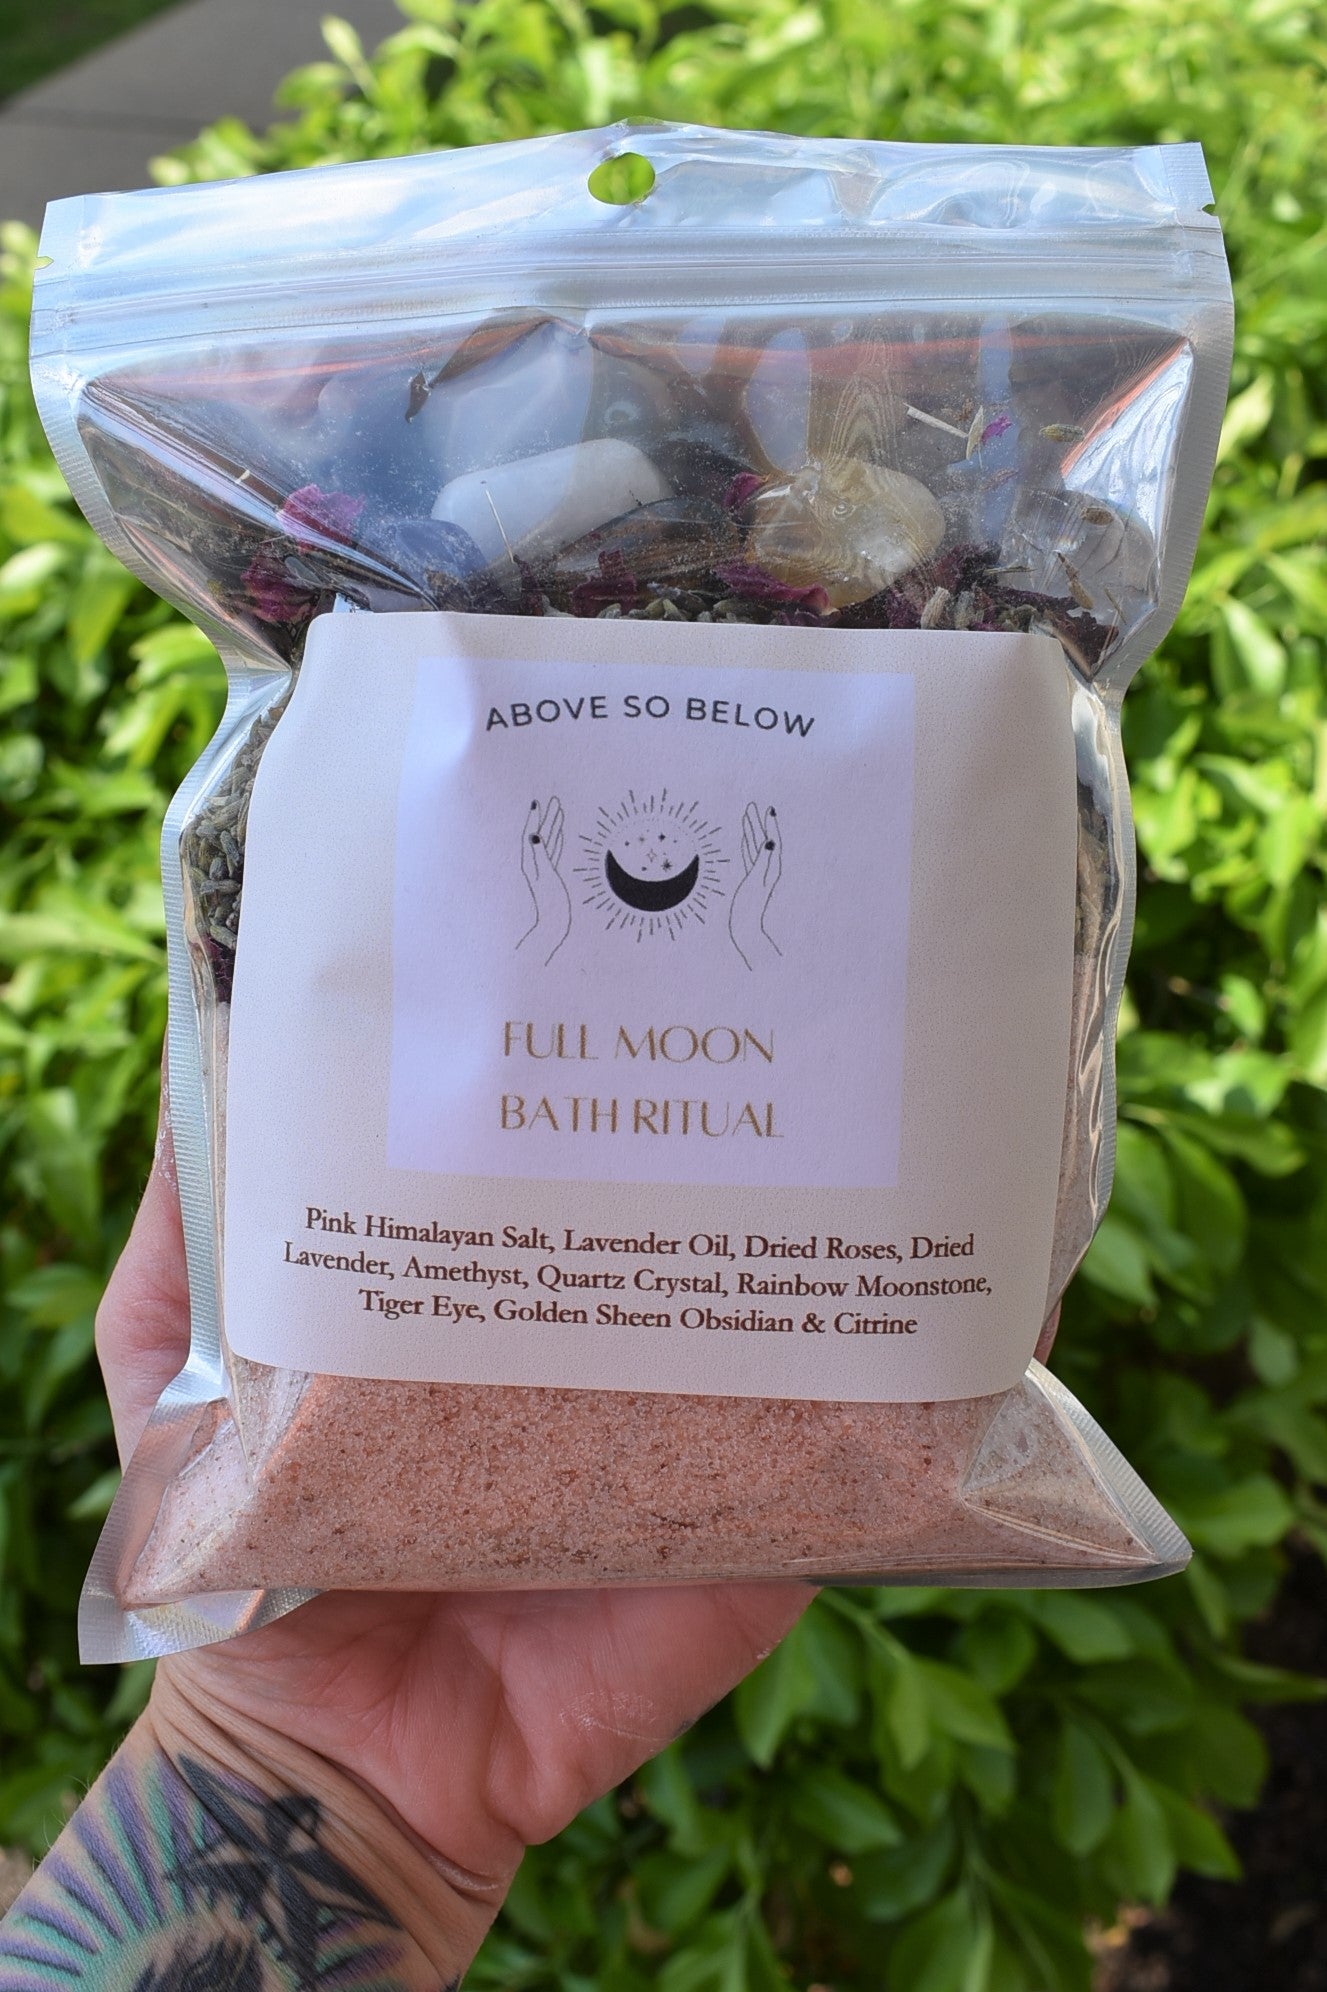 ABOVE SO BELOW
FULL MOON
BATH RITUAL
Pink Himalayan Salt, Lavender Oil, Dried Roses, Dried
Lavender, Amethyst, Quartz Crystal, Rainbow Moonstone,
Tiger Eye, Golden Sheen Obsidian & Citrine